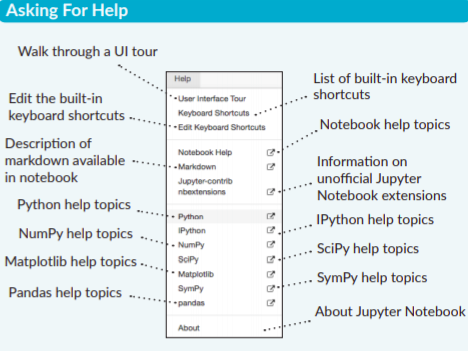 Asking For Help
Walk through a UI tour
Edit the built-in
keyboard shortcuts
Description of
markdown available
in notebook
Python help topics
NumPy help topics
Matplotlib help topics
Pandas help topics
Help
User Interface Tour
Keyboard Shortcuts
Edit Keyboard Shortcuts
Notebook Help
Markdown
Jupyter-contrib
nbextensions
Python
IPython
NumPy
SciPy
Matplotlib
SymPy
pandas
About
List of built-in keyboard
shortcuts
Notebook help topics
Information on
unofficial Jupyter
Notebook extensions
IPython help topics
SciPy help topics
SymPy help topics
About Jupyter Notebook